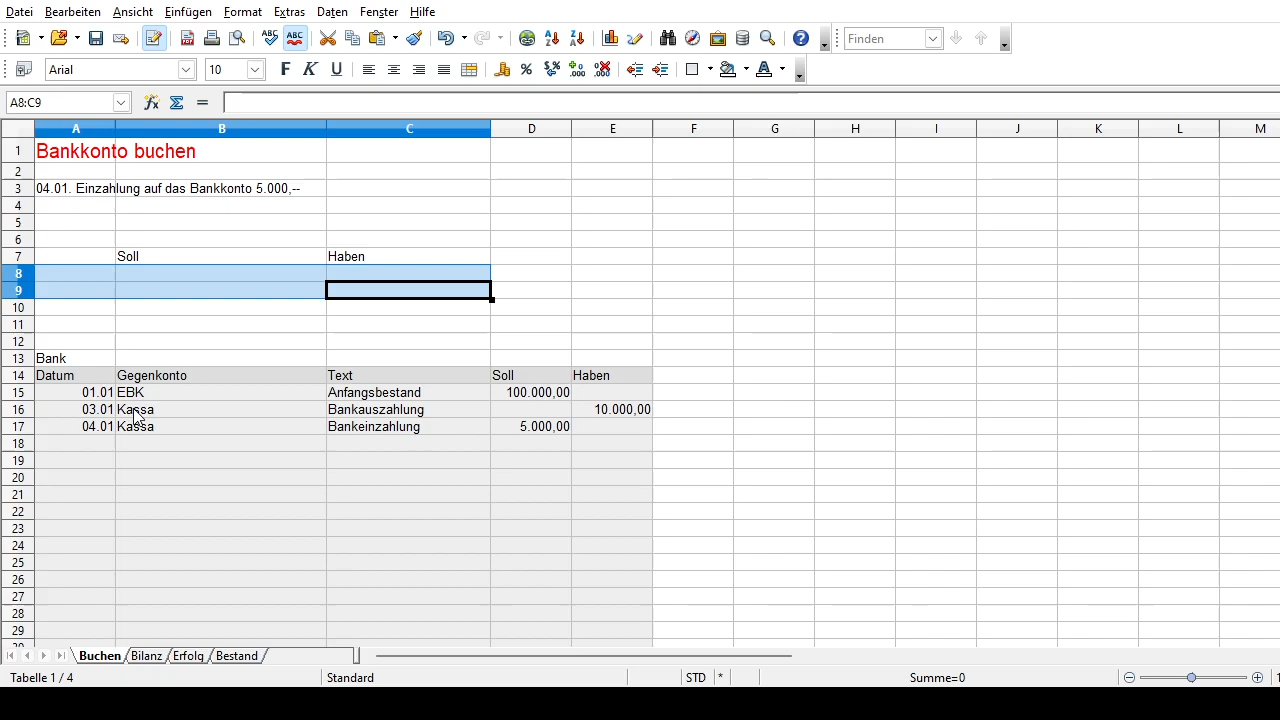 Datei Bearbeiten Ansicht Einfügen Format Extras Daten Fenster Hilfe
Finden
Arial 10 F K U
A8:C9
A B C D E F G H I J K L M
1 Bankkonto buchen
2
3 04.01. Einzahlung auf das Bankkonto 5.000,--
4
5
6
7 Soll Haben
8
9
10
11
12
13 Bank
14 Datum Gegenkonto Text Soll Haben
15 01.01 EBK Anfangsbestand 100.000,00
16 03.01 Kassa Bankauszahlung 10.000,00
17 04.01 Kassa Bankeinzahlung 5.000,00
18
19
20
21
22
23
24
25
26
27
28
29
Buchen Bilanz Erfolg Bestand
Tabelle 1 / 4 Standard STD * Summe=0